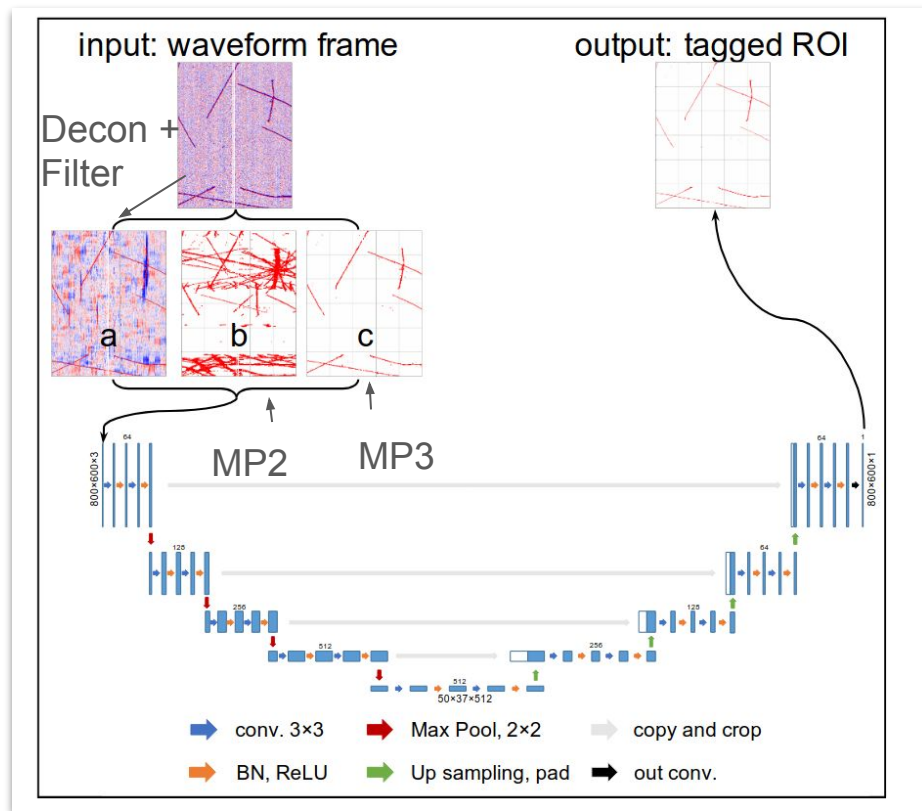 input: waveform frame
output: tagged ROI
Decon +
Filter
a
b
c
MP2
MP3
800×600×3
64
128
256
512
512
50×37×512
256
128
64
64
1
800×600×1
conv. 3×3
Max Pool, 2×2
copy and crop
BN, ReLU
Up sampling, pad
out conv.